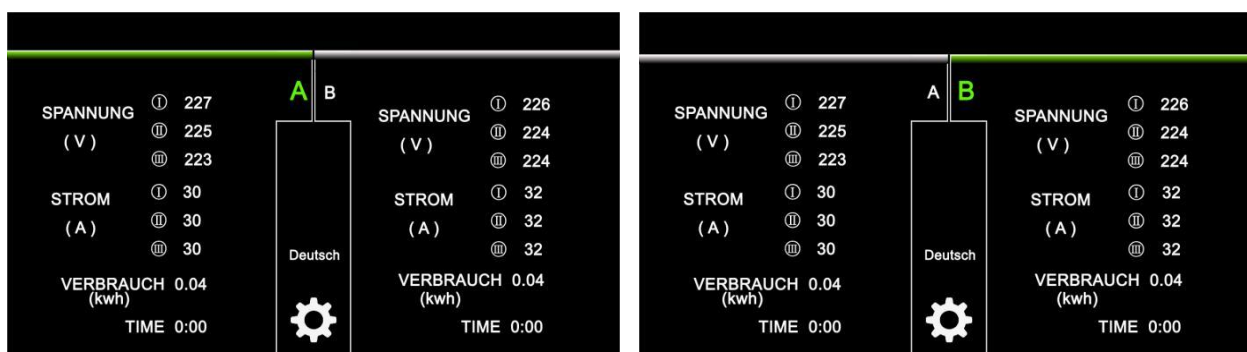 A B
SPANNUNG
( V )
Ⓘ 227
Ⅱ 225
Ⅲ 223
STROM
( A )
Ⅰ 30
Ⅱ 30
Ⅲ 30
VERBRAUCH 0.04
(kwh)
TIME 0:00
Deutsch
SPANNUNG
( V )
Ⅰ 226
Ⅱ 224
Ⅲ 224
STROM
( A )
Ⅰ 32
Ⅱ 32
Ⅲ 32
VERBRAUCH 0.04
(kwh)
TIME 0:00
A B
SPANNUNG
( V )
Ⅰ 227
Ⅱ 225
Ⅲ 223
STROM
( A )
Ⅰ 30
Ⅱ 30
Ⅲ 30
VERBRAUCH 0.04
(kwh)
TIME 0:00
Deutsch
SPANNUNG
( V )
Ⅰ 226
Ⅱ 224
Ⅲ 224
STROM
( A )
Ⅰ 32
Ⅱ 32
Ⅲ 32
VERBRAUCH 0.04
(kwh)
TIME 0:00